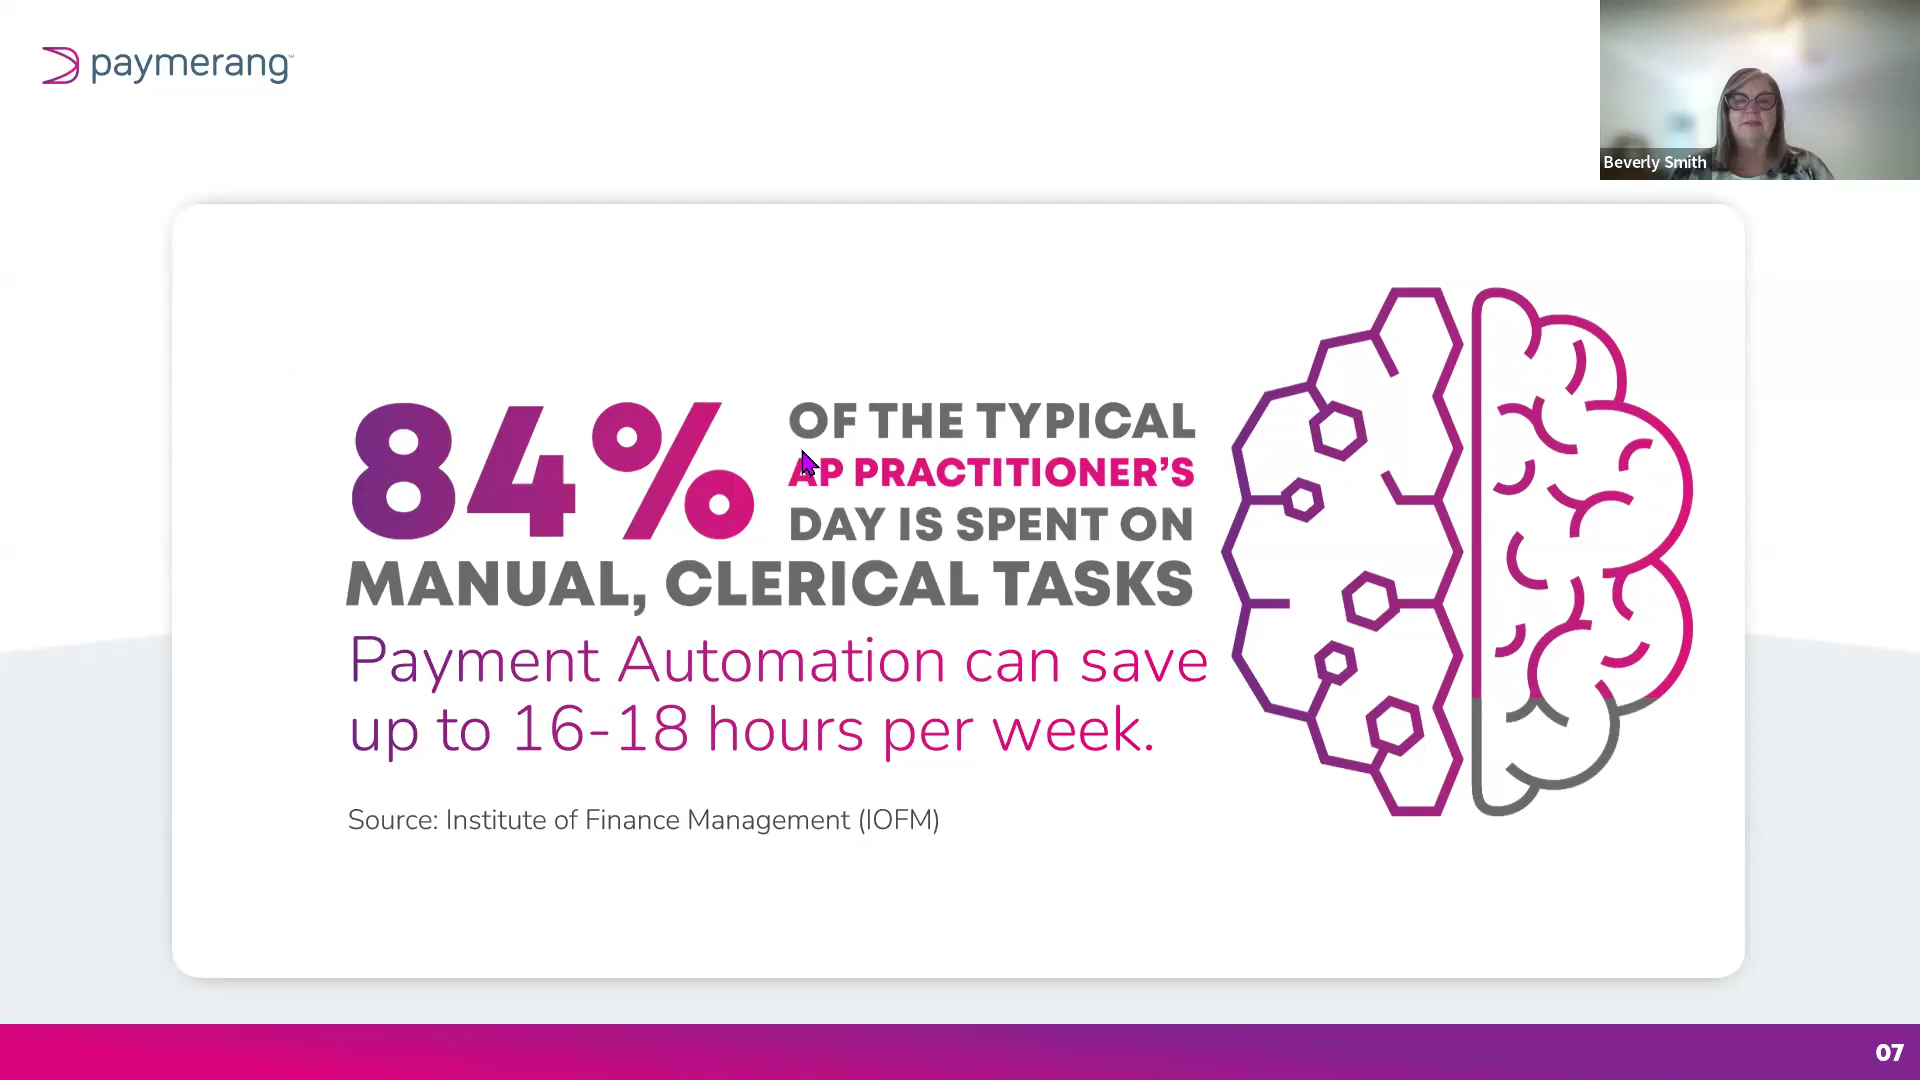 paymerang
Beverly Smith
84%
OF THE TYPICAL
AP PRACTITIONER’S
DAY IS SPENT ON
MANUAL, CLERICAL TASKS
Payment Automation can save
up to 16-18 hours per week.
Source: Institute of Finance Management (IOFM)
07